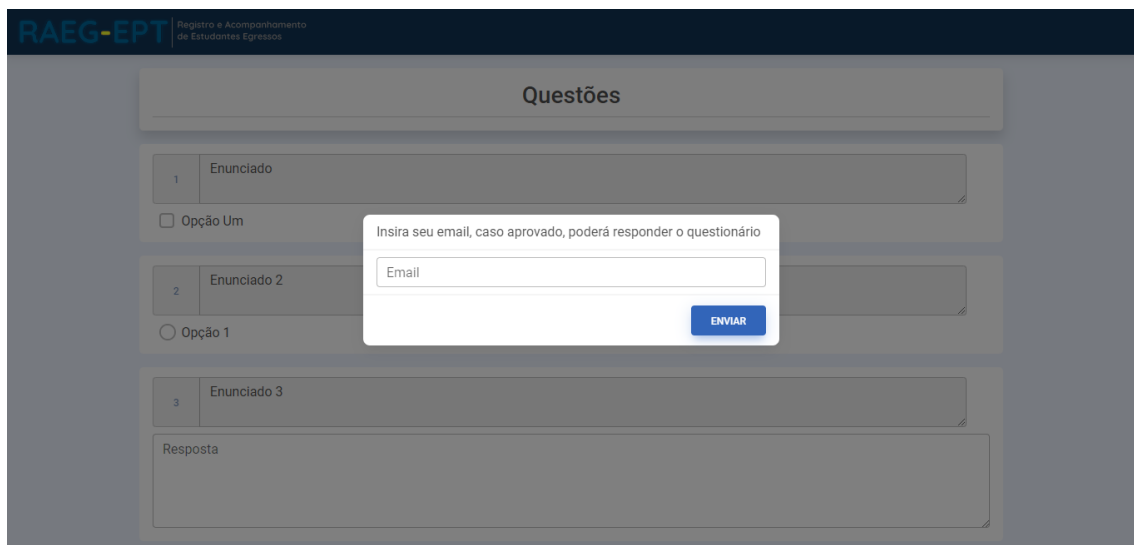 RAEG-EPT
Registro e Acompanhamento
de Estudantes Egressos
Questões
1
Enunciado
Opção Um
Insira seu email, caso aprovado, poderá responder o questionário
Email
ENVIAR
2
Enunciado 2
Opção 1
3
Enunciado 3
Resposta